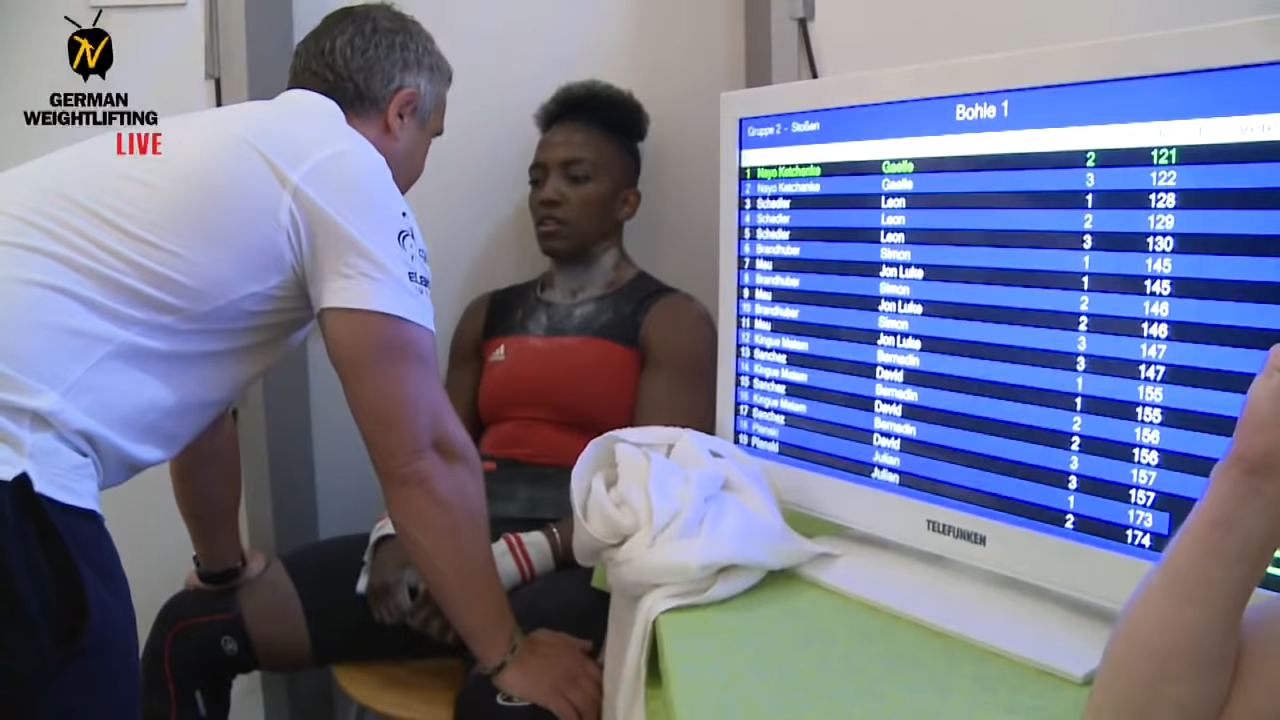 GERMAN
WEIGHTLIFTING
LIVE
Bohle 1
Gruppe 2 - Stoßen
1 Nayo Ketchanke Gaelle 2 121
2 Nayo Ketchanke Gaelle 3 122
3 Schedler Leon 1 128
4 Schedler Leon 2 129
5 Schedler Leon 3 130
6 Brandhuber Simon 1 145
7 Mau Jon Luke 1 145
8 Brandhuber Simon 2 146
9 Mau Jon Luke 2 146
10 Brandhuber Simon 3 147
11 Mau Jon Luke 3 147
12 Kingue Matam Bernadin 1 155
13 Sanchez David 1 155
14 Kingue Matam Bernadin 2 156
15 Sanchez David 2 156
16 Kingue Matam Bernadin 3 157
17 Sanchez David 3 157
18 Pienski Julian 1 173
19 Pienski Julian 2 174
TELEFUNKEN
adidas